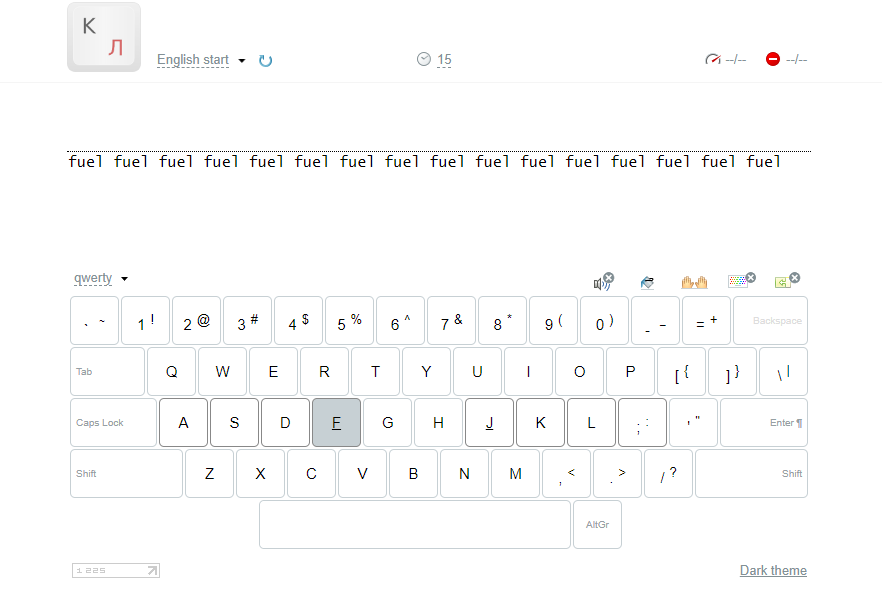 K
Л
English start 15 --/-- --/--
fuel fuel fuel fuel fuel fuel fuel fuel fuel fuel fuel fuel fuel fuel fuel fuel
qwerty
` ~ 1 ! 2 @ 3 # 4 $ 5 % 6 ^ 7 & 8 * 9 ( 0 ) _ - = + Backspace
Tab Q W E R T Y U I O P [ { ] } \ |
Caps Lock A S D F G H J K L ; : ' " Enter ¶
Shift Z X C V B N M , < . > / ? Shift
AltGr
1 225 Dark theme